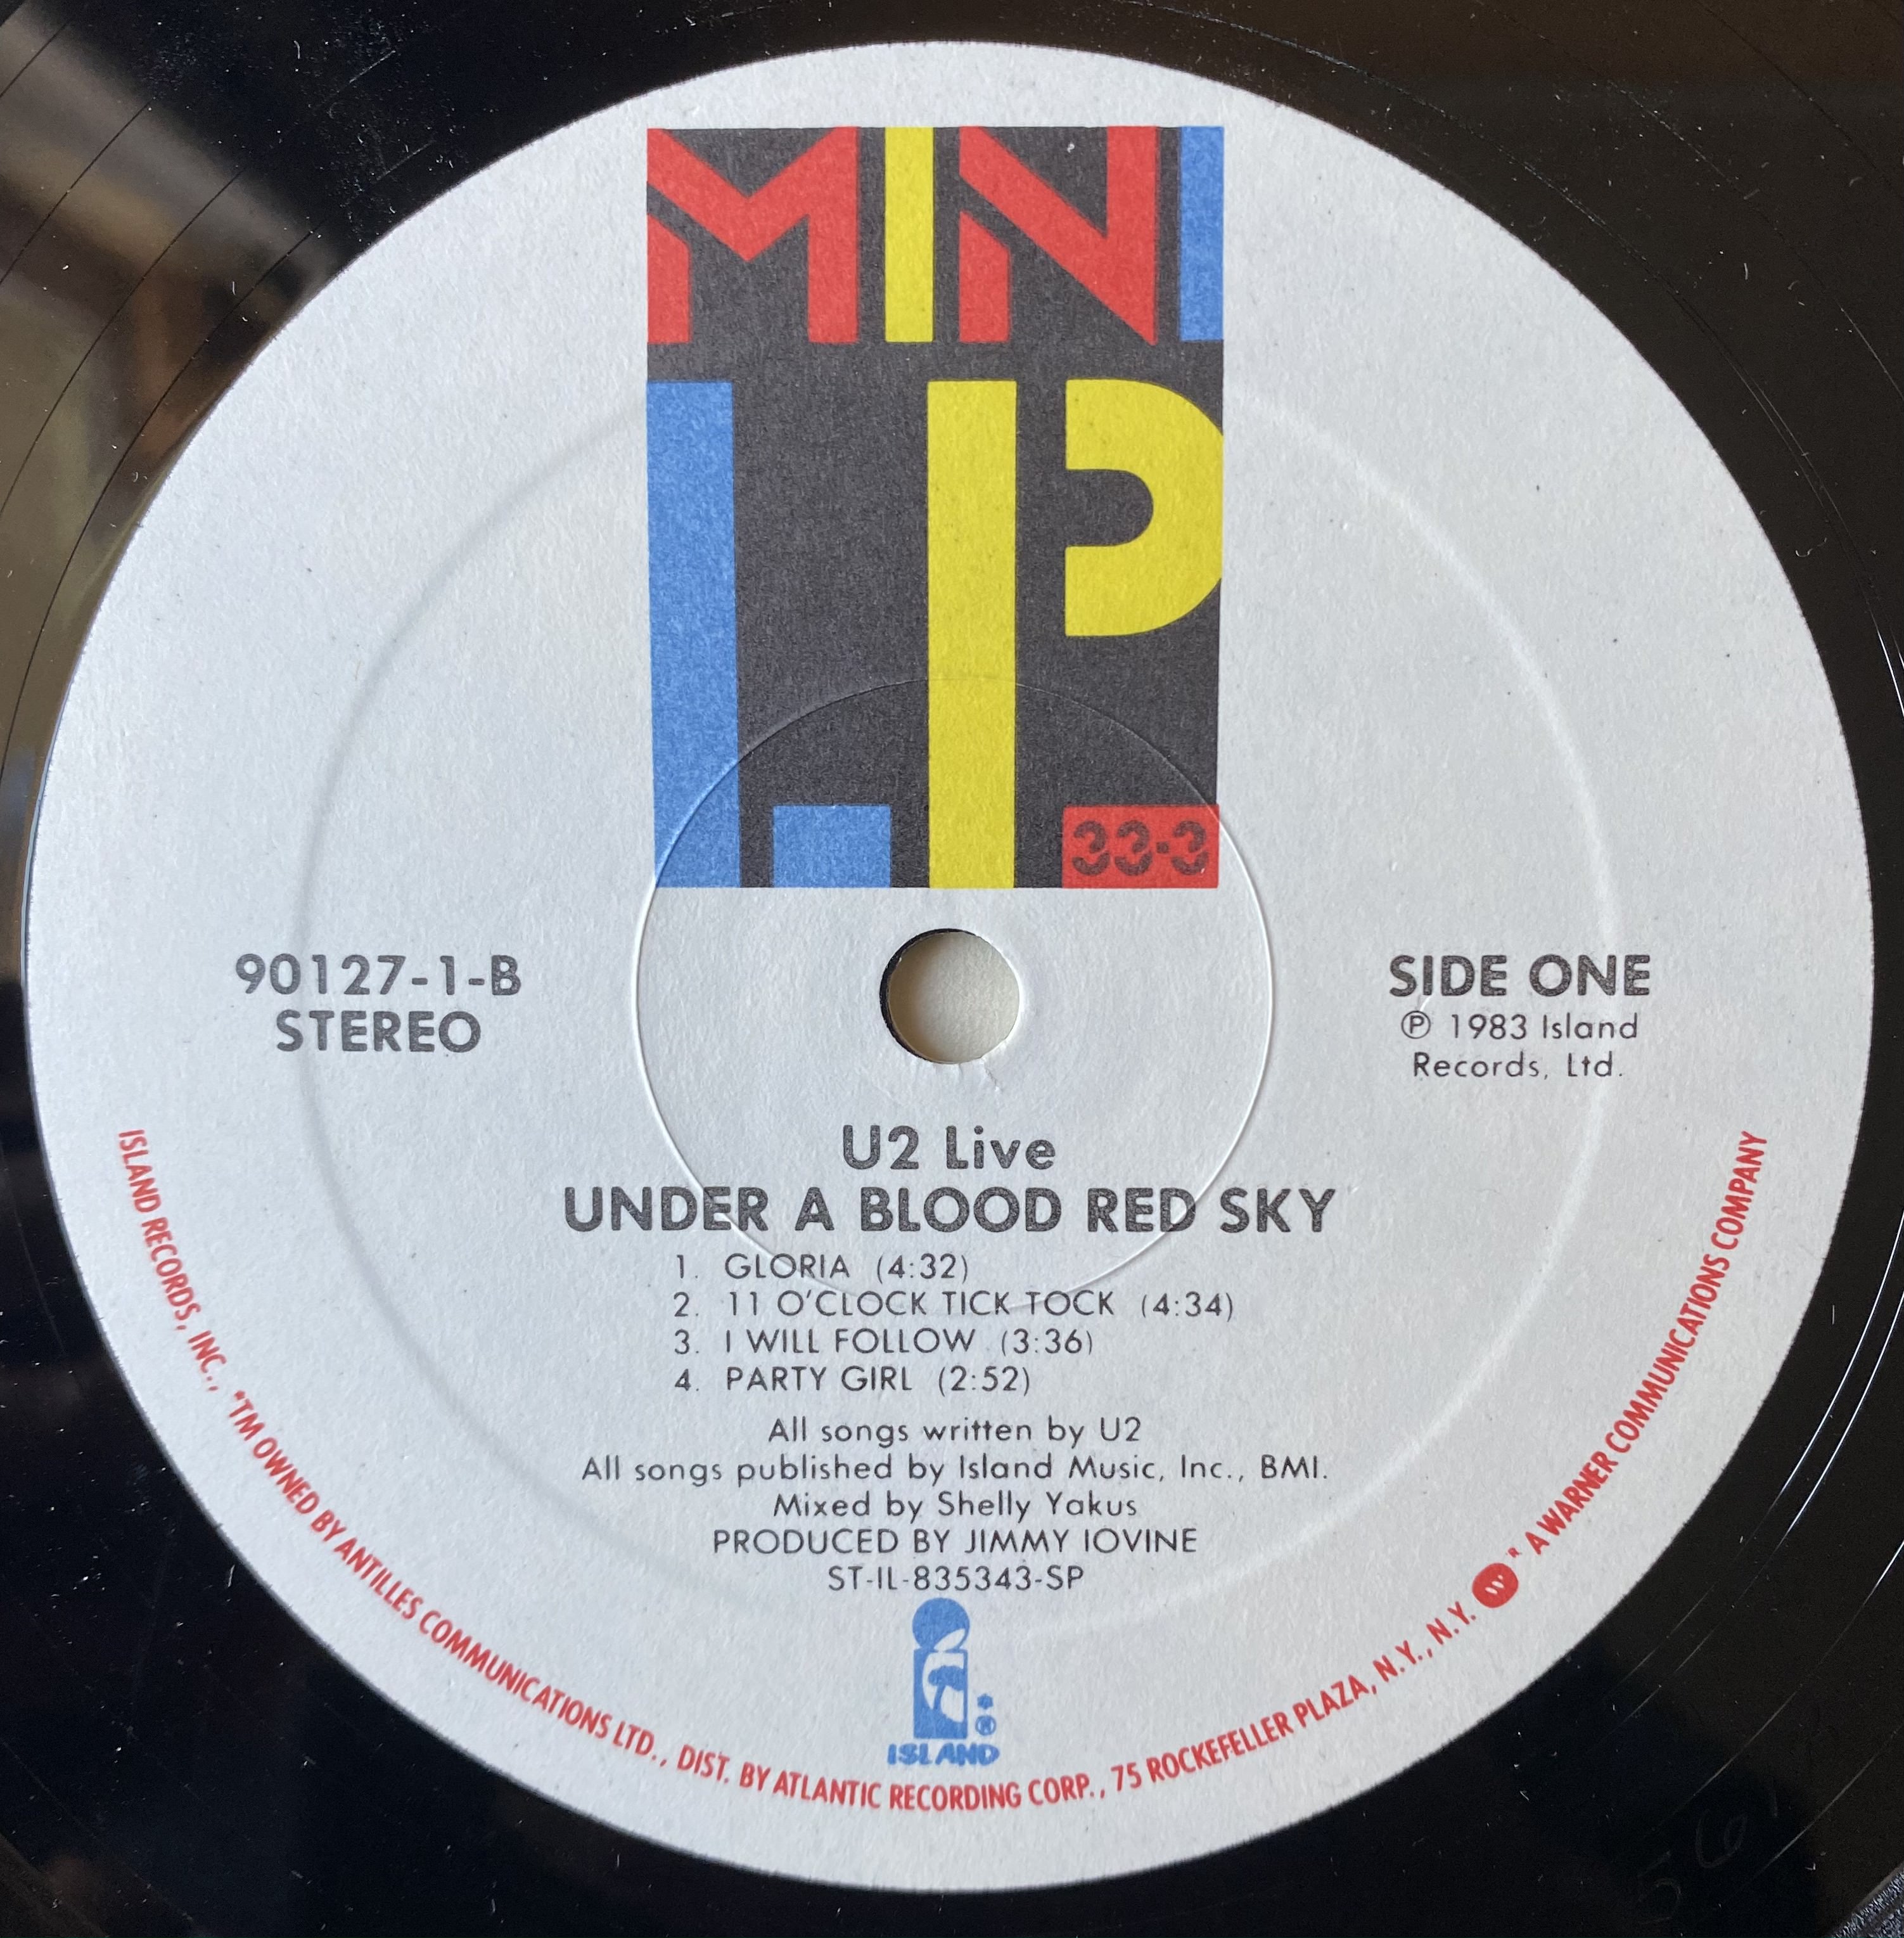 MINI
LP
33·3
90127-1-B
STEREO
SIDE ONE
℗ 1983 Island
Records, Ltd.
U2 Live
UNDER A BLOOD RED SKY
1. GLORIA (4:32)
2. 11 O'CLOCK TICK TOCK (4:34)
3. I WILL FOLLOW (3:36)
4. PARTY GIRL (2:52)
All songs written by U2
All songs published by Island Music, Inc., BMI.
Mixed by Shelly Yakus
PRODUCED BY JIMMY IOVINE
ST-IL-835343-SP
*
®
ISLAND
ISLAND RECORDS, INC., *TM OWNED BY ANTILLES COMMUNICATIONS LTD., DIST. BY ATLANTIC RECORDING CORP., 75 ROCKEFELLER PLAZA, N.Y., N.Y. W ® A WARNER COMMUNICATIONS COMPANY